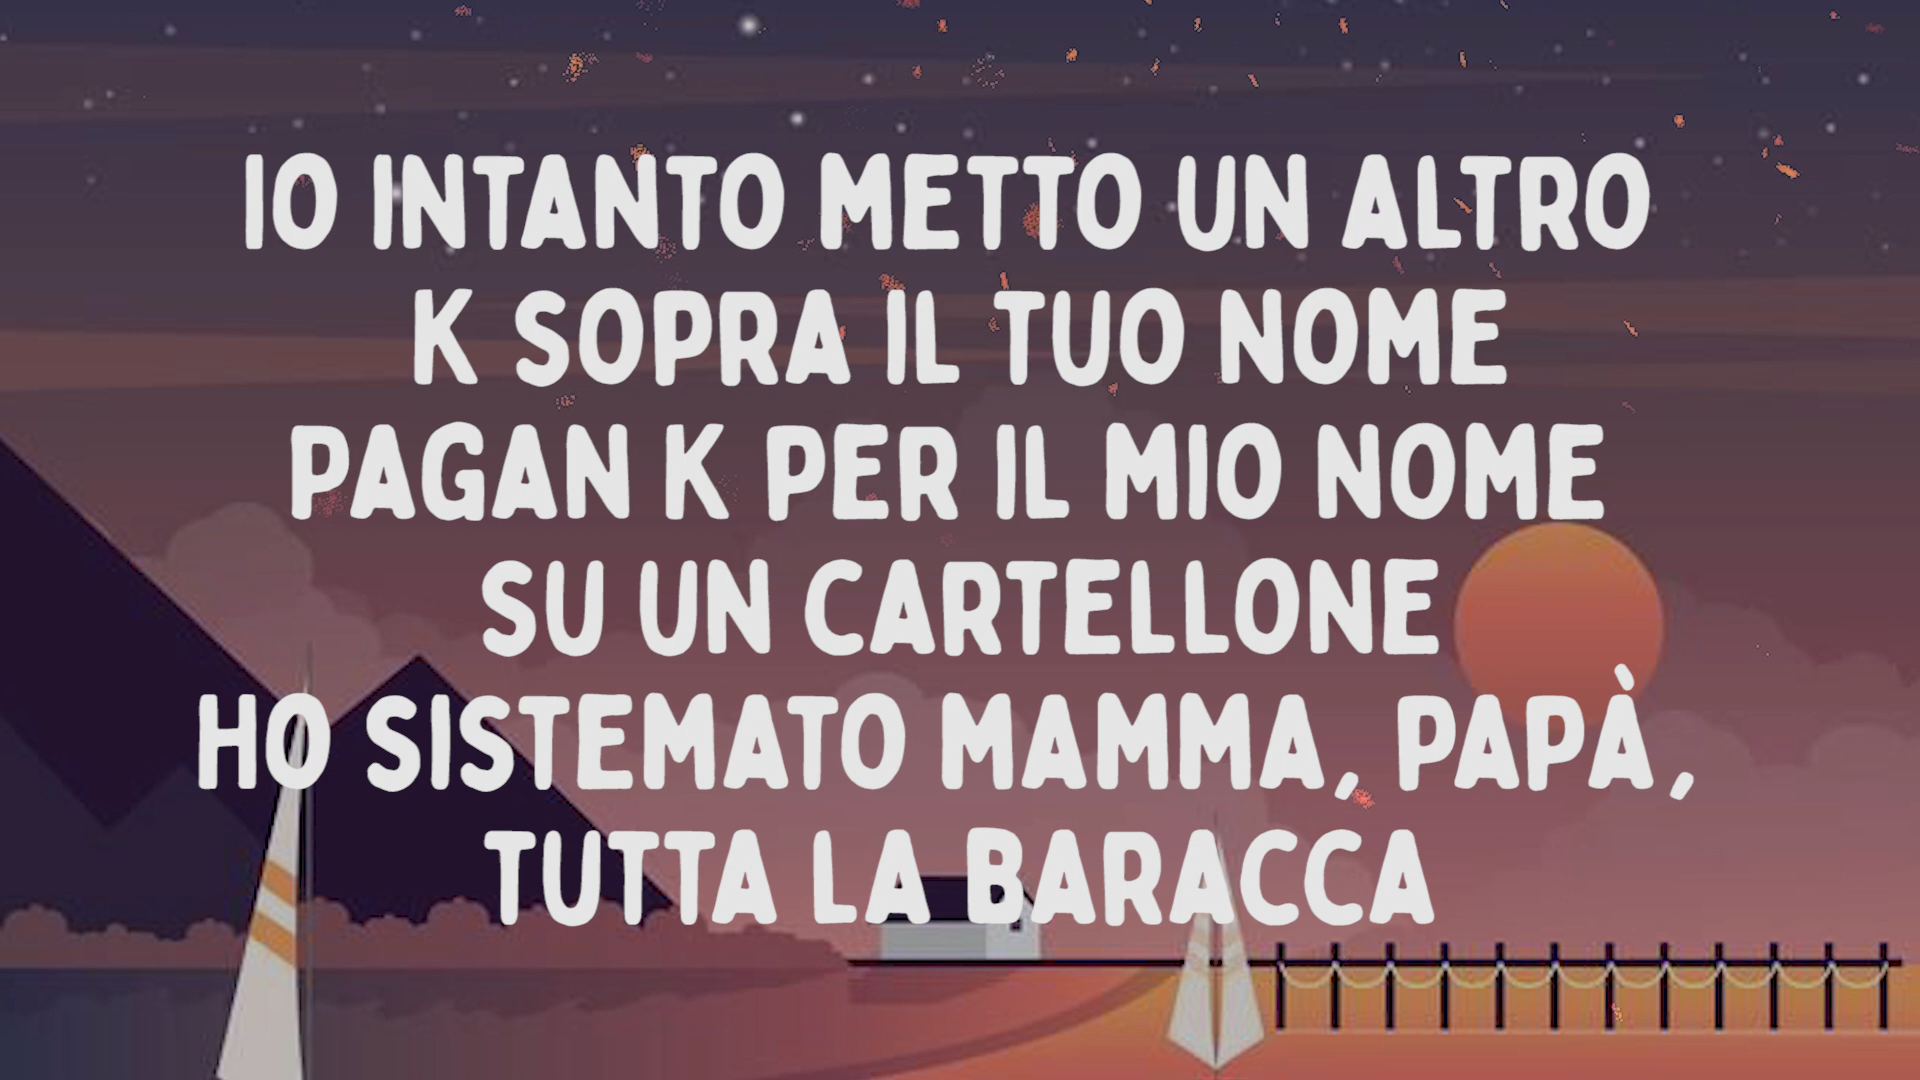 IO INTANTO METTO UN ALTRO
K SOPRA IL TUO NOME
PAGAN K PER IL MIO NOME
SU UN CARTELLONE
HO SISTEMATO MAMMA, PAPÀ,
TUTTA LA BARACCA